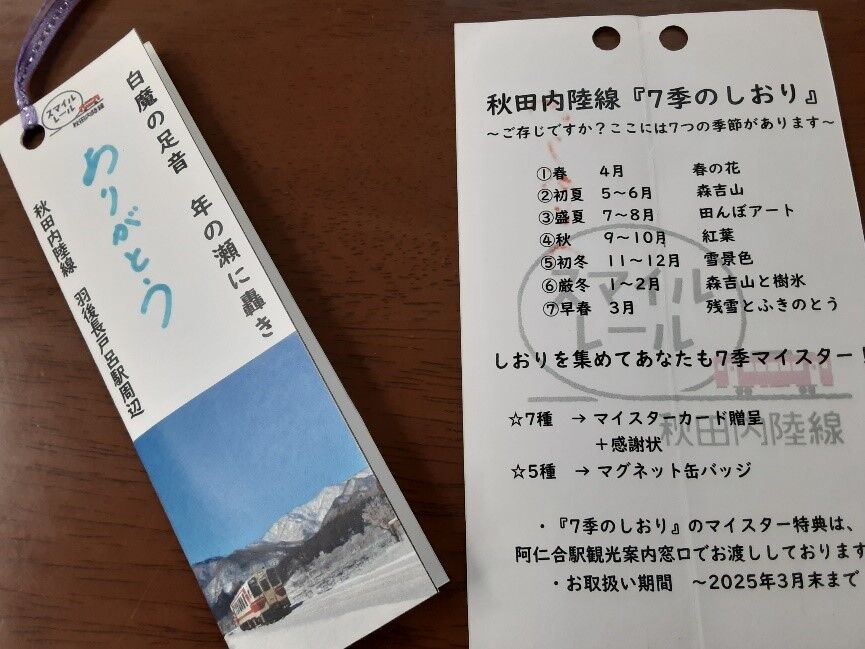 スマイル
レール
秋田内陸線
白魔の足音　年の瀬に轟き
ありがとう
秋田内陸線　羽後長戸呂駅周辺
秋田内陸線『7季のしおり』
～ご存じですか？ここには7つの季節があります～
①春　4月　春の花
②初夏　5～6月　森吉山
③盛夏　7～8月　田んぼアート
④秋　9～10月　紅葉
⑤初冬　11～12月　雪景色
⑥厳冬　1～2月　森吉山と樹氷
⑦早春　3月　残雪とふきのとう
スマイル
レール
しおりを集めてあなたも7季マイスター！
秋田内陸線
☆7種　→ マイスターカード贈呈
＋感謝状
☆5種　→ マグネット缶バッジ
・『7季のしおり』のマイスター特典は、
阿仁合駅観光案内窓口でお渡ししております
・お取扱い期間　～2025年3月末まで